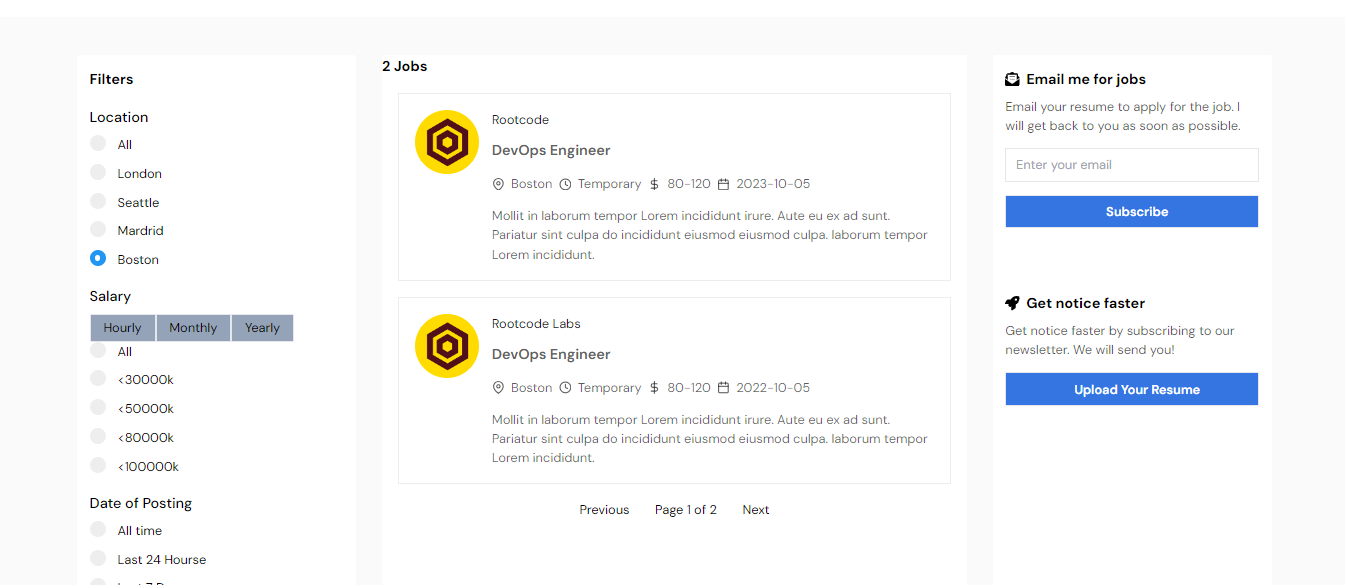 Filters
Location
All
London
Seattle
Mardrid
Boston
Salary
Hourly Monthly Yearly
All
<30000k
<50000k
<80000k
<100000k
Date of Posting
All time
Last 24 Hourse
2 Jobs
Rootcode
DevOps Engineer
Boston Temporary $ 80-120 2023-10-05
Mollit in laborum tempor Lorem incididunt irure. Aute eu ex ad sunt.
Pariatur sint culpa do incididunt eiusmod eiusmod culpa. laborum tempor
Lorem incididunt.
Rootcode Labs
DevOps Engineer
Boston Temporary $ 80-120 2022-10-05
Mollit in laborum tempor Lorem incididunt irure. Aute eu ex ad sunt.
Pariatur sint culpa do incididunt eiusmod eiusmod culpa. laborum tempor
Lorem incididunt.
Previous Page 1 of 2 Next
Email me for jobs
Email your resume to apply for the job. I
will get back to you as soon as possible.
Enter your email
Subscribe
Get notice faster
Get notice faster by subscribing to our
newsletter. We will send you!
Upload Your Resume